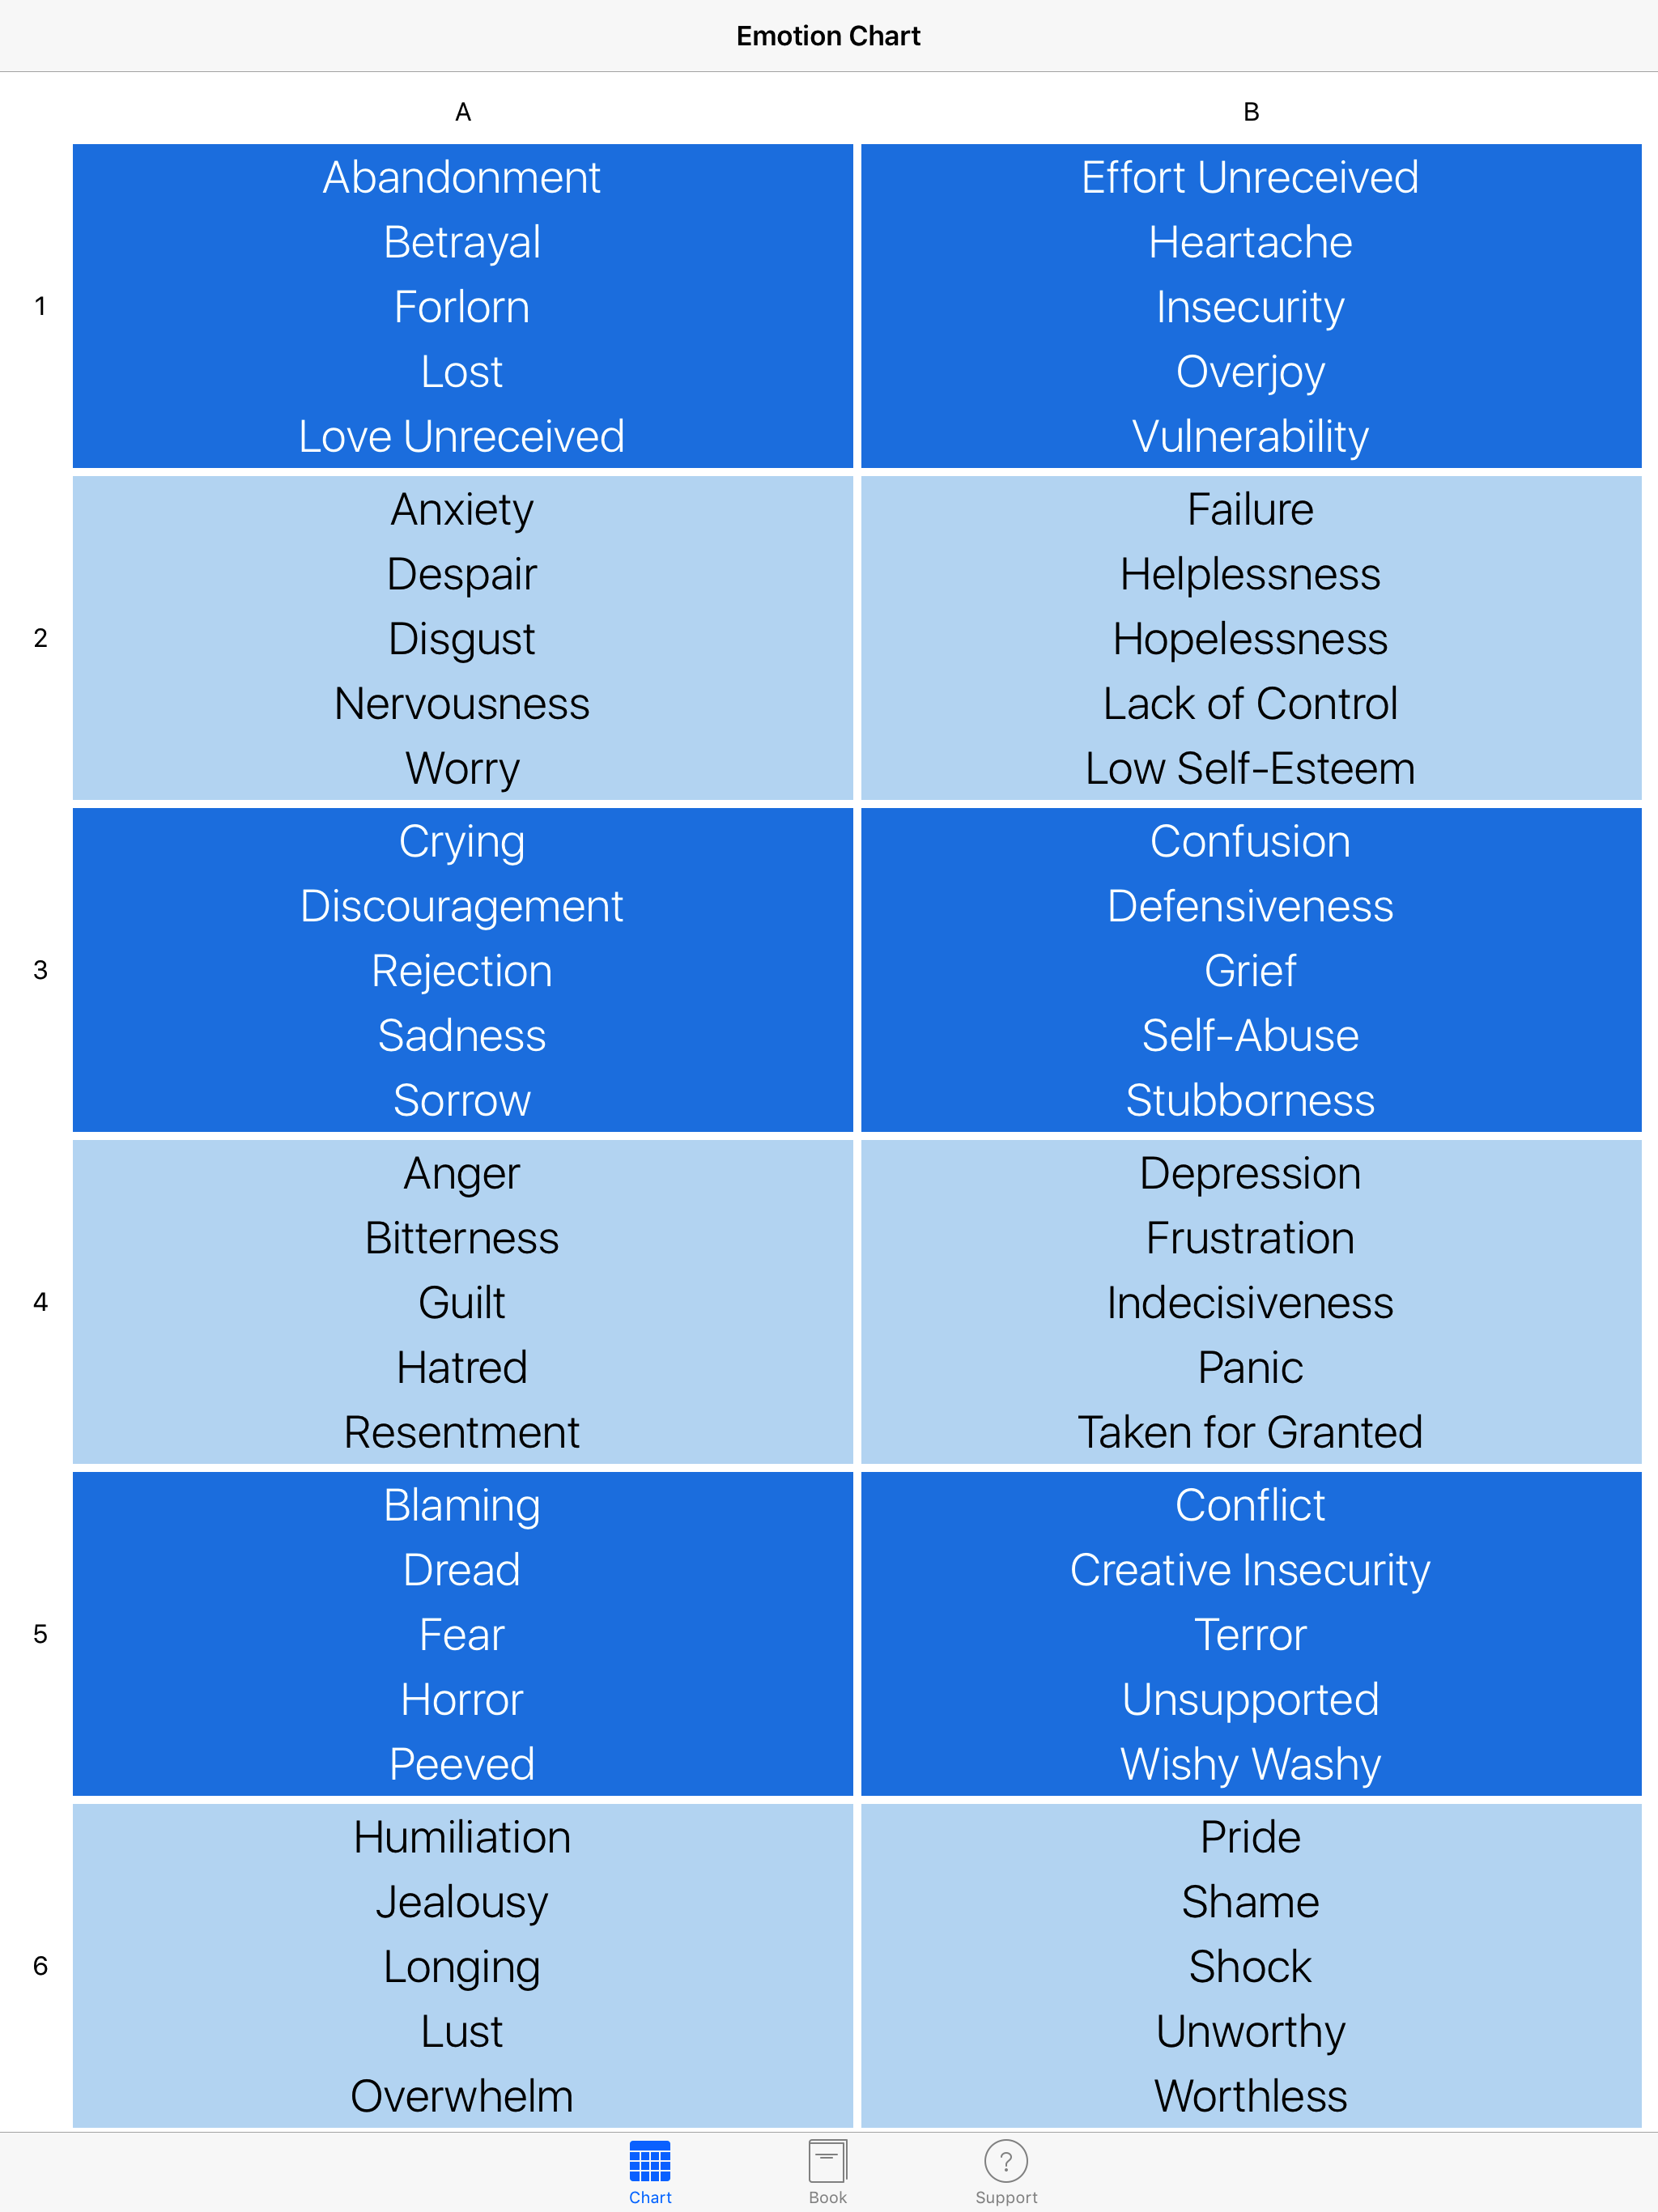 Emotion Chart
A B
1
Abandonment
Betrayal
Forlorn
Lost
Love Unreceived
Effort Unreceived
Heartache
Insecurity
Overjoy
Vulnerability
2
Anxiety
Despair
Disgust
Nervousness
Worry
Failure
Helplessness
Hopelessness
Lack of Control
Low Self-Esteem
3
Crying
Discouragement
Rejection
Sadness
Sorrow
Confusion
Defensiveness
Grief
Self-Abuse
Stubborness
4
Anger
Bitterness
Guilt
Hatred
Resentment
Depression
Frustration
Indecisiveness
Panic
Taken for Granted
5
Blaming
Dread
Fear
Horror
Peeved
Conflict
Creative Insecurity
Terror
Unsupported
Wishy Washy
6
Humiliation
Jealousy
Longing
Lust
Overwhelm
Pride
Shame
Shock
Unworthy
Worthless
?
Chart Book Support